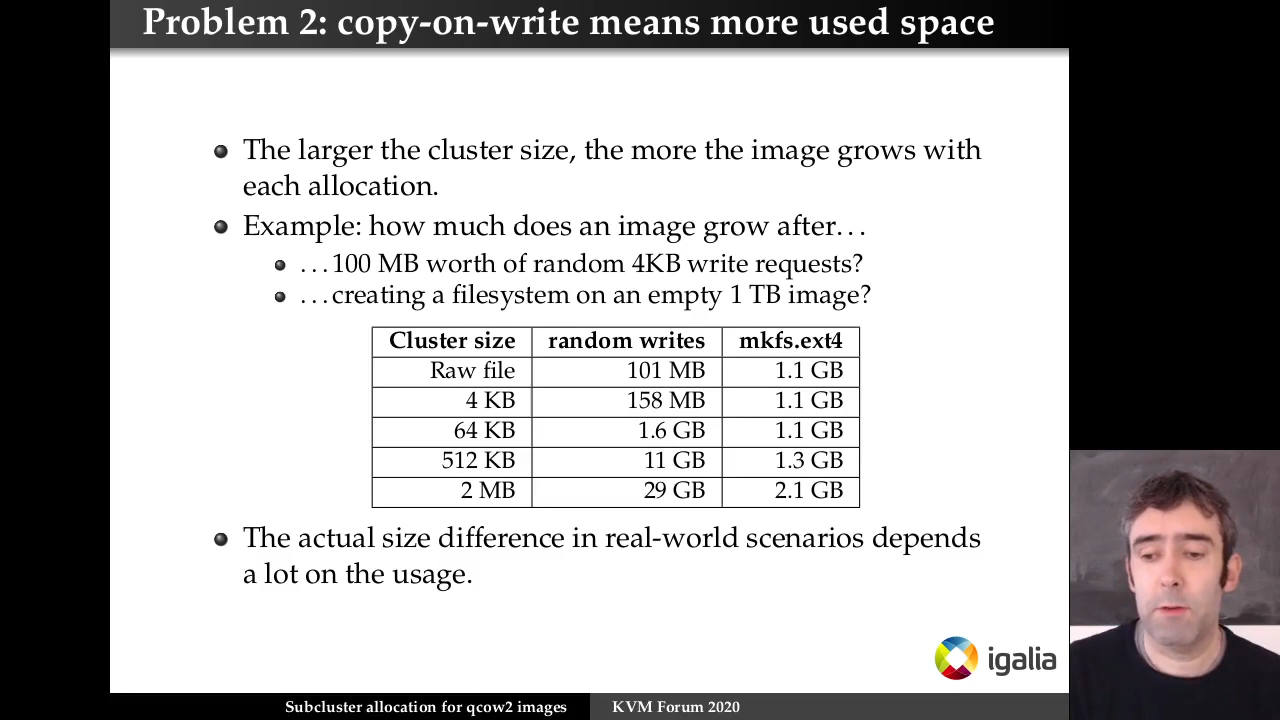 Problem 2: copy-on-write means more used space
The larger the cluster size, the more the image grows with
each allocation.
Example: how much does an image grow after...
...100 MB worth of random 4KB write requests?
...creating a filesystem on an empty 1 TB image?
Cluster size random writes mkfs.ext4
Raw file 101 MB 1.1 GB
4 KB 158 MB 1.1 GB
64 KB 1.6 GB 1.1 GB
512 KB 11 GB 1.3 GB
2 MB 29 GB 2.1 GB
The actual size difference in real-world scenarios depends
a lot on the usage.
igalia
Subcluster allocation for qcow2 images KVM Forum 2020